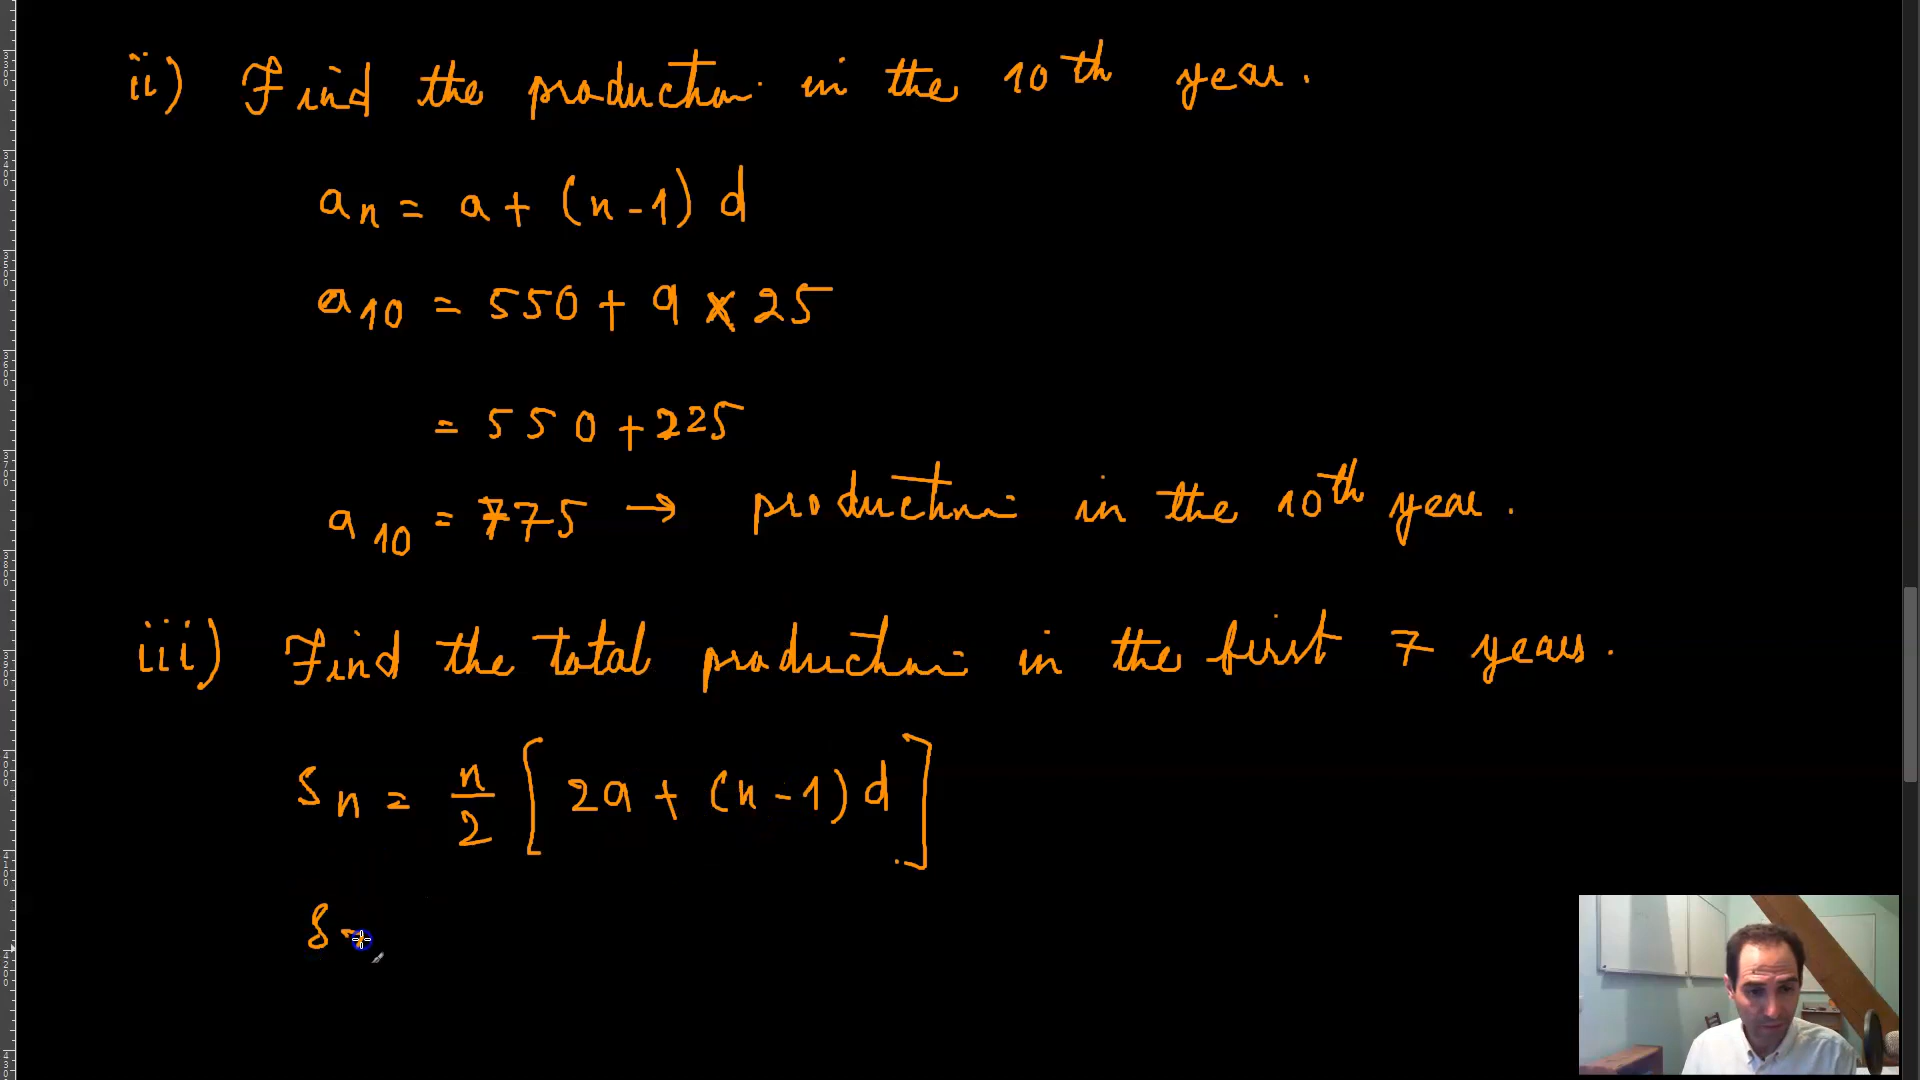 ii) Find the production in the 10th year.
an = a + (n-1) d
a10 = 550 + 9 x 25
= 550 + 225
a10 = 775 → production in the 10th year.
iii) Find the total production in the first 7 years.
Sn = n/2 [2a + (n-1) d]
S